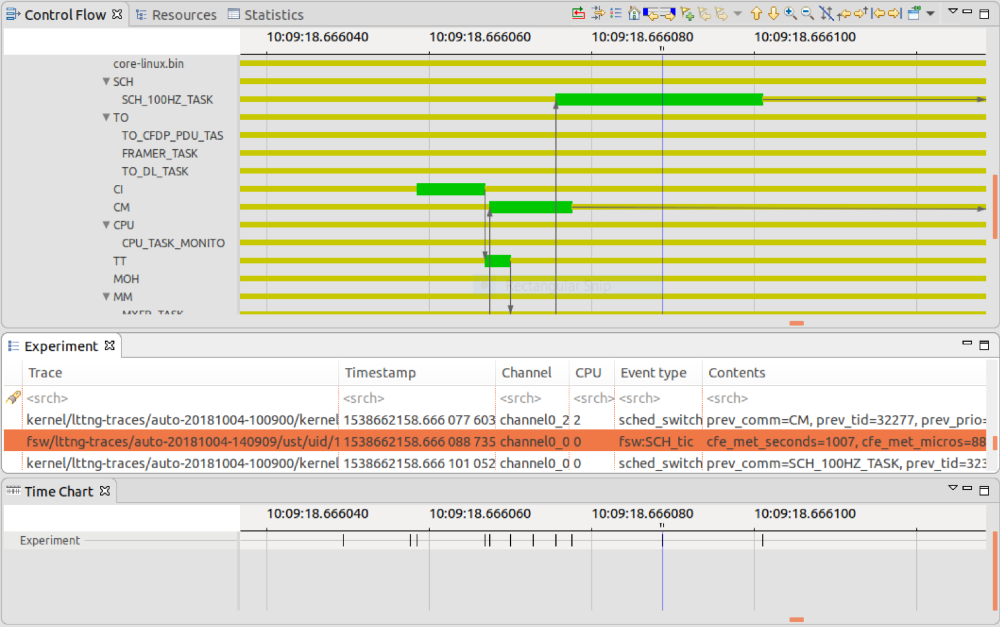 Control Flow Resources Statistics
10:09:18.666040 10:09:18.666060 10:09:18.666080 10:09:18.666100
core-linux.bin
SCH
SCH_100HZ_TASK
TO
TO_CFDP_PDU_TAS
FRAMER_TASK
TO_DL_TASK
CI
CM
CPU
CPU_TASK_MONITO
TT
MOH
Rectangular Snip
MM
MXFR_TASK
Experiment
Trace Timestamp Channel CPU Event type Contents
<srch> <srch> <srch> <srch> <srch> <srch>
kernel/lttng-traces/auto-20181004-100900/kernel 1538662158.666 077 603 channel0_2 2 sched_switch prev_comm=CM, prev_tid=32277, prev_prio=
fsw/lttng-traces/auto-20181004-140909/ust/uid/1 1538662158.666 088 735 channel0_0 0 fsw:SCH_tic cfe_met_seconds=1007, cfe_met_micros=88
kernel/lttng-traces/auto-20181004-100900/kernel 1538662158.666 101 052 channel0_0 0 sched_switch prev_comm=SCH_100HZ_TASK, prev_tid=323
Time Chart
10:09:18.666040 10:09:18.666060 10:09:18.666080 10:09:18.666100
Experiment